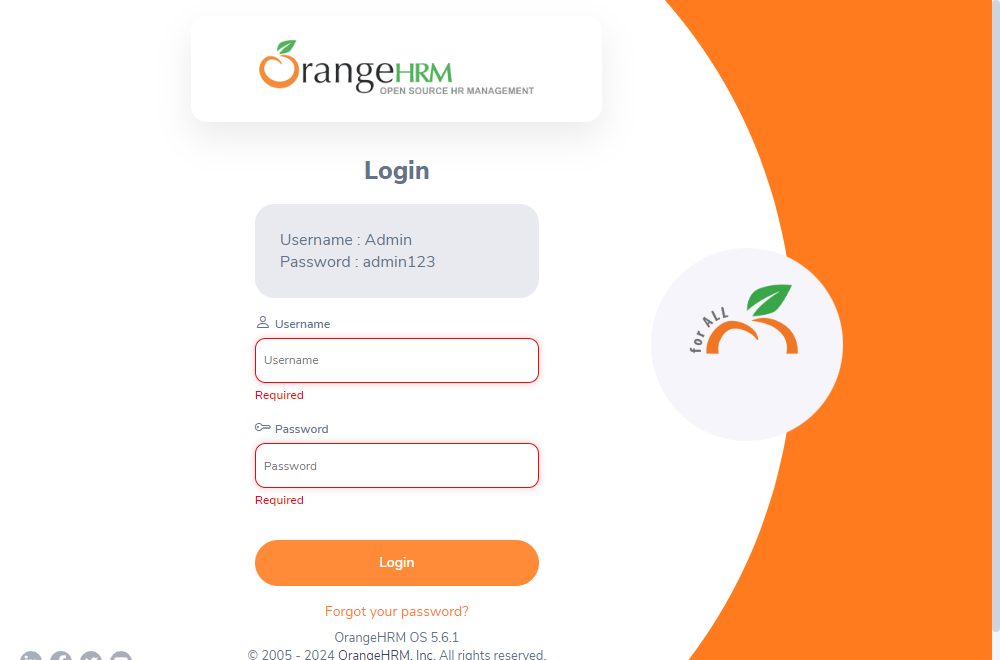 OrangeHRM
OPEN SOURCE HR MANAGEMENT
Login
Username : Admin
Password : admin123
for ALL
Username
Username
Required
Password
Password
Required
Login
Forgot your password?
OrangeHRM OS 5.6.1
© 2005 - 2024 OrangeHRM, Inc. All rights reserved.